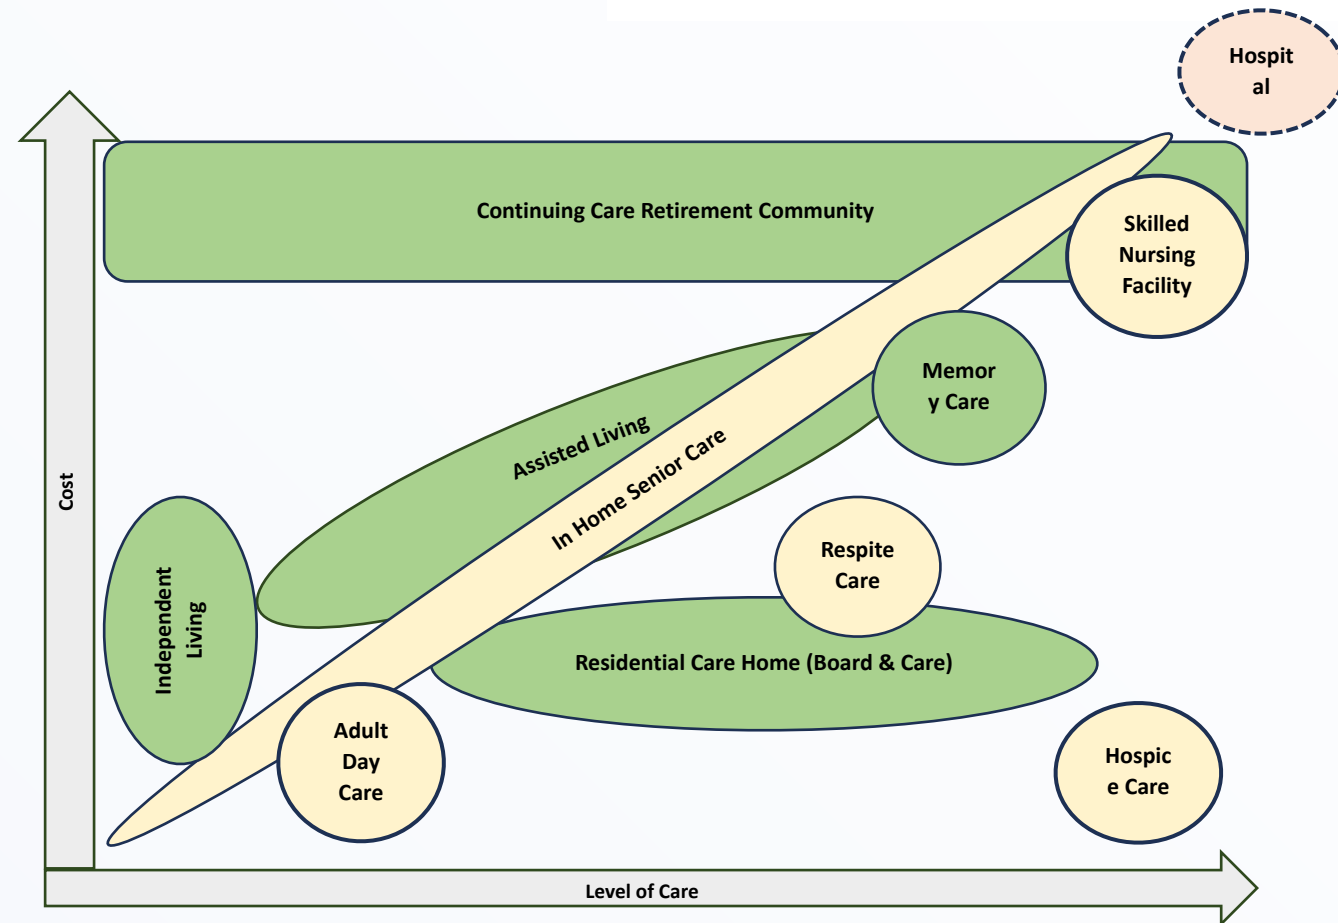 Hospit
al
Continuing Care Retirement Community
Skilled
Nursing
Facility
Memor
y Care
Assisted Living
In Home Senior Care
Cost
Respite
Care
Independent
Living
Residential Care Home (Board & Care)
Adult
Day
Care
Hospic
e Care
Level of Care